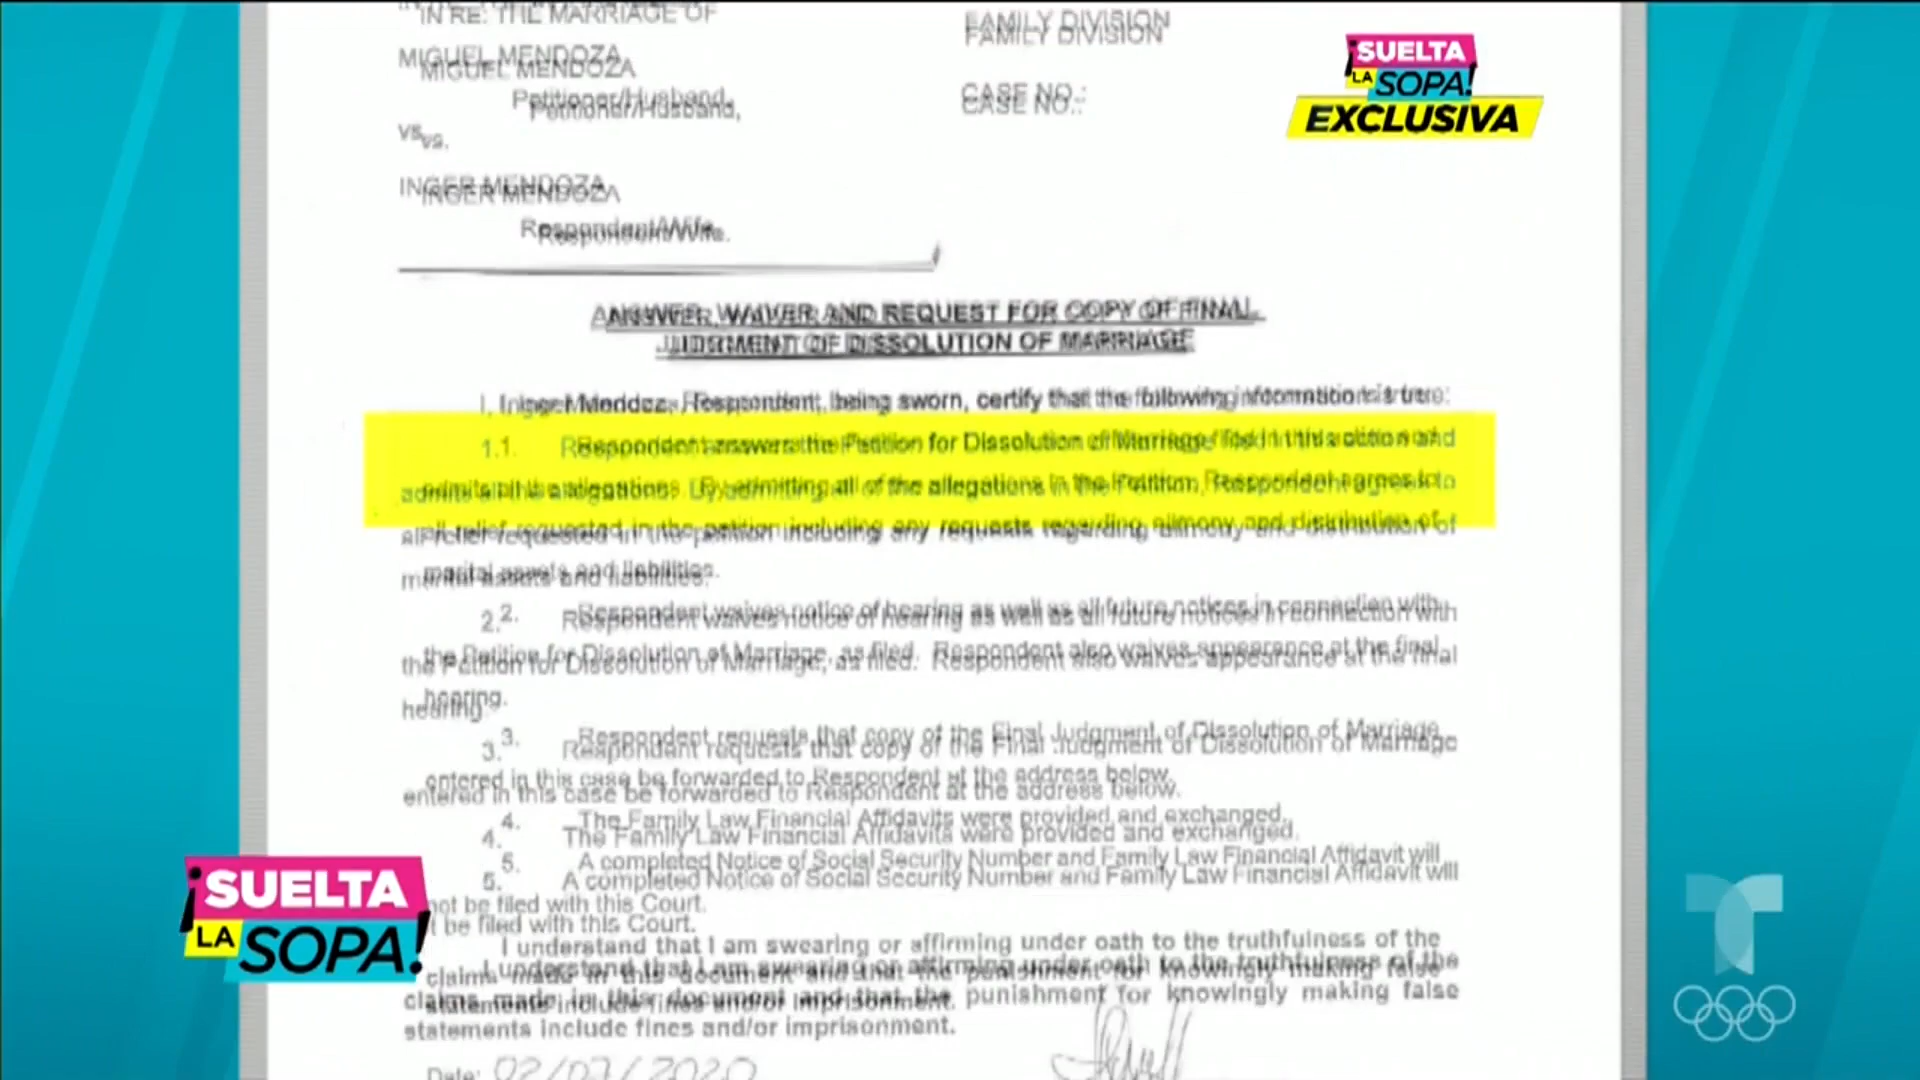 IN RE: THE MARRIAGE OF
FAMILY DIVISION
MIGUEL MENDOZA,
Petitioner/Husband,
CASE NO.:
vs.
INGER MENDOZA
Respondent/Wife.
¡SUELTA
LA SOPA!
EXCLUSIVA
ANSWER, WAIVER AND REQUEST FOR COPY OF FINAL
JUDGMENT OF DISSOLUTION OF MARRIAGE
I, Inger Mendoza, Respondent, being sworn, certify that the following information is true:
1. Respondent answers the Petition for Dissolution of Marriage filed in this action and
admits all the allegations. By admitting all of the allegations in the Petition, Respondent agrees to
all relief requested in the petition including any requests regarding alimony and distribution of
marital assets and liabilities.
2. Respondent waives notice of hearing as well as all future notices in connection with
the Petition for Dissolution of Marriage, as filed. Respondent also waives appearance at the final
hearing.
3. Respondent requests that copy of the Final Judgment of Dissolution of Marriage
entered in this case be forwarded to Respondent at the address below.
4. The Family Law Financial Affidavits were provided and exchanged.
5. A completed Notice of Social Security Number and Family Law Financial Affidavit will
not be filed with this Court.
I understand that I am swearing or affirming under oath to the truthfulness of the
claims made in this document and that the punishment for knowingly making false
statements include fines and/or imprisonment.
Date: 02/07/2020
¡SUELTA
LA SOPA!
T